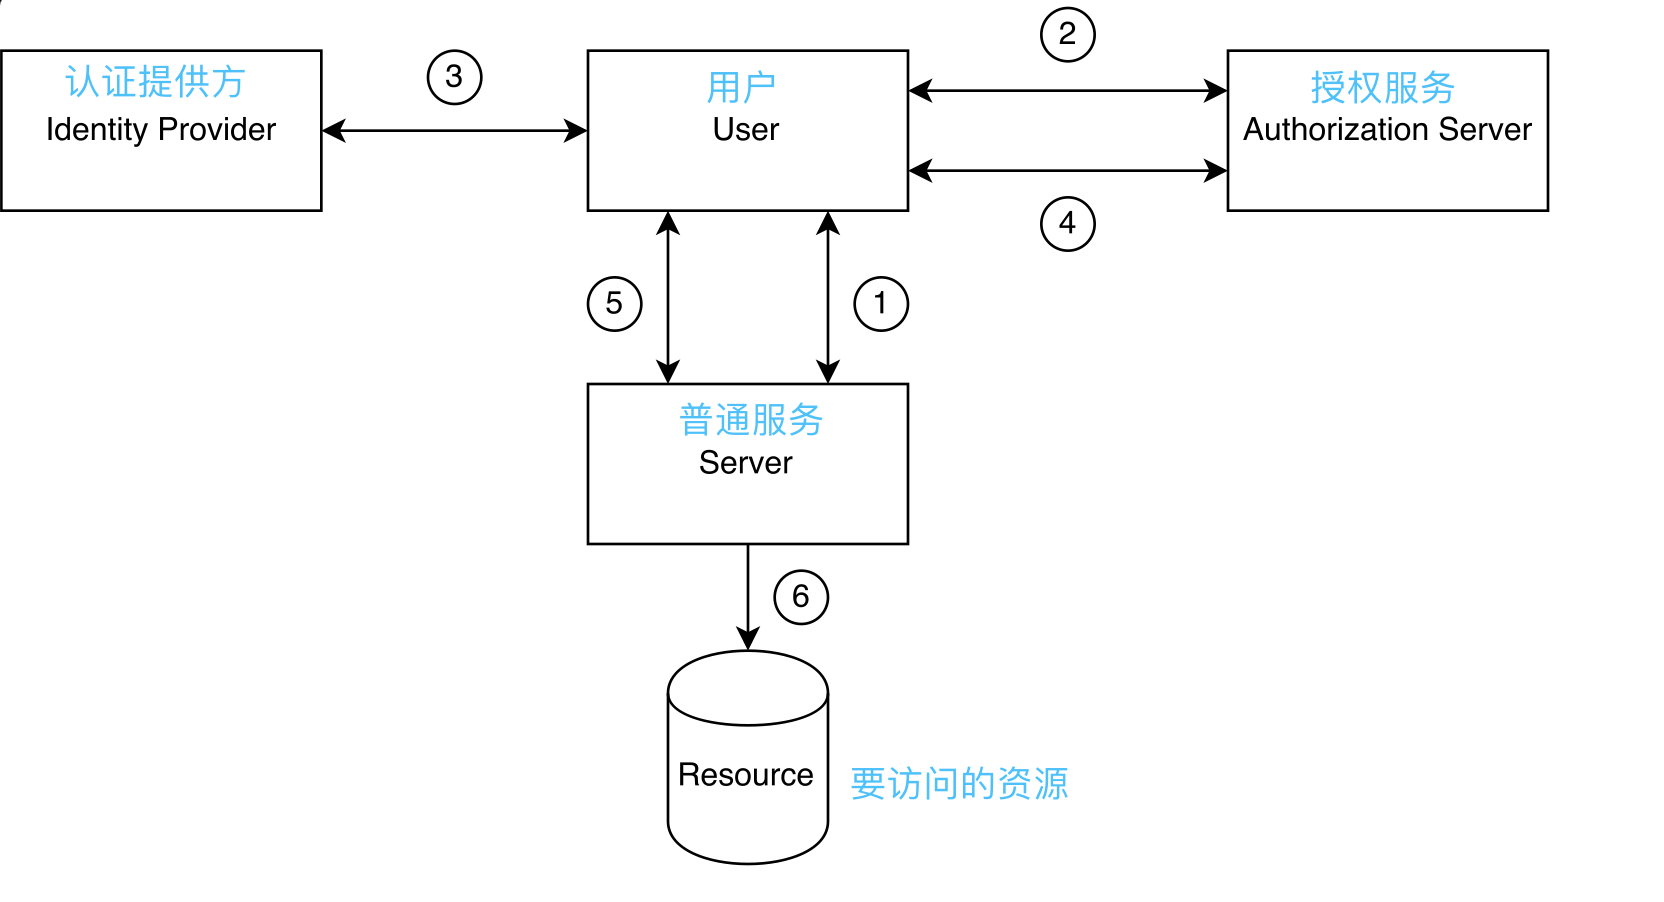 2
认证提供方
Identity Provider
3
用户
User
授权服务
Authorization Server
4
5
1
普通服务
Server
6
Resource
要访问的资源